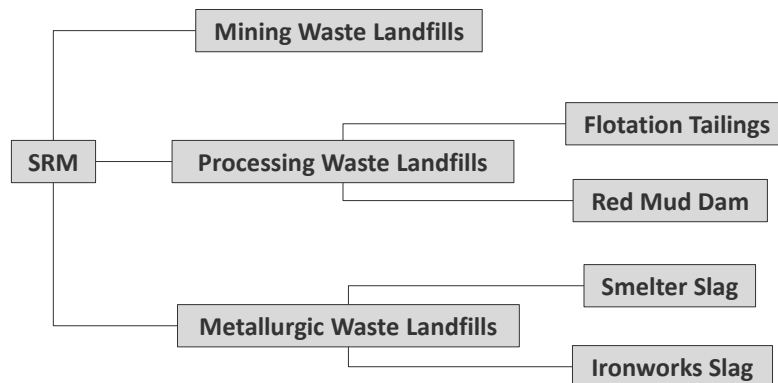 Mining Waste Landfills
Flotation Tailings
SRM
Processing Waste Landfills
Red Mud Dam
Smelter Slag
Metallurgic Waste Landfills
Ironworks Slag